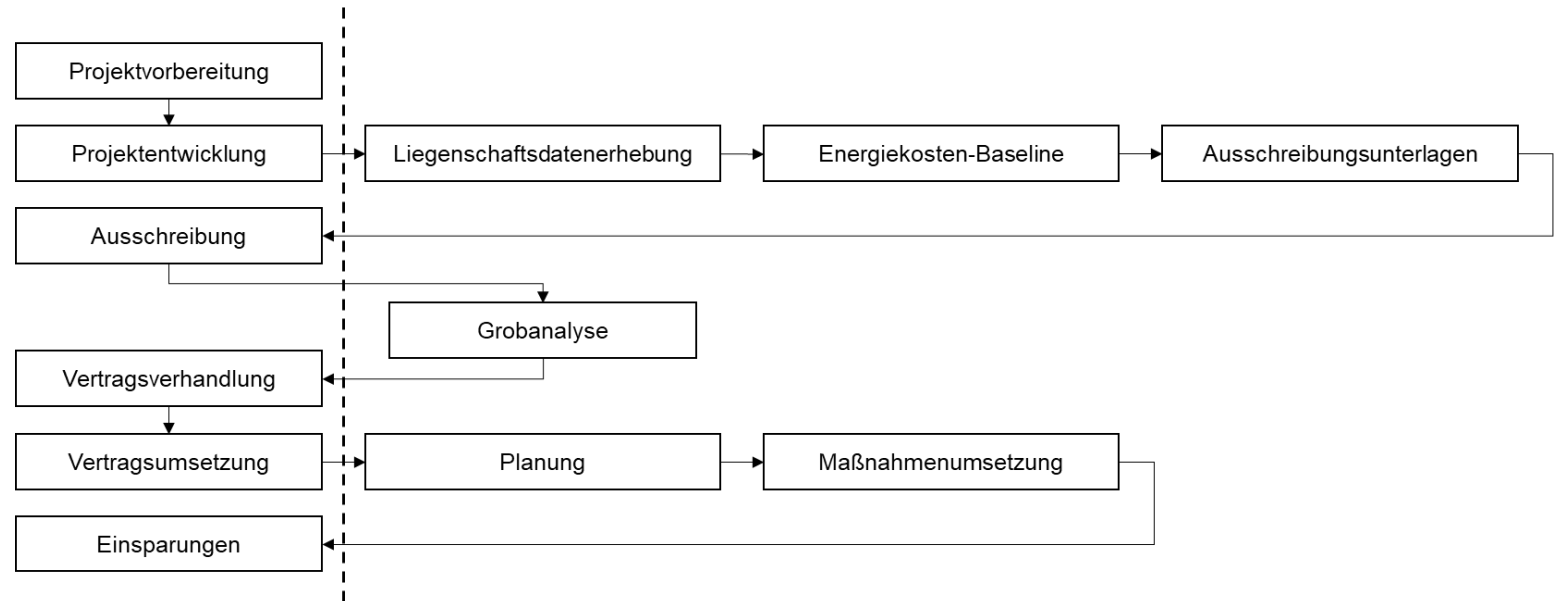 Projektvorbereitung
Projektentwicklung
Liegenschaftsdatenerhebung
Energiekosten-Baseline
Ausschreibungsunterlagen
Ausschreibung
Grobanalyse
Vertragsverhandlung
Vertragsumsetzung
Planung
Maßnahmenumsetzung
Einsparungen